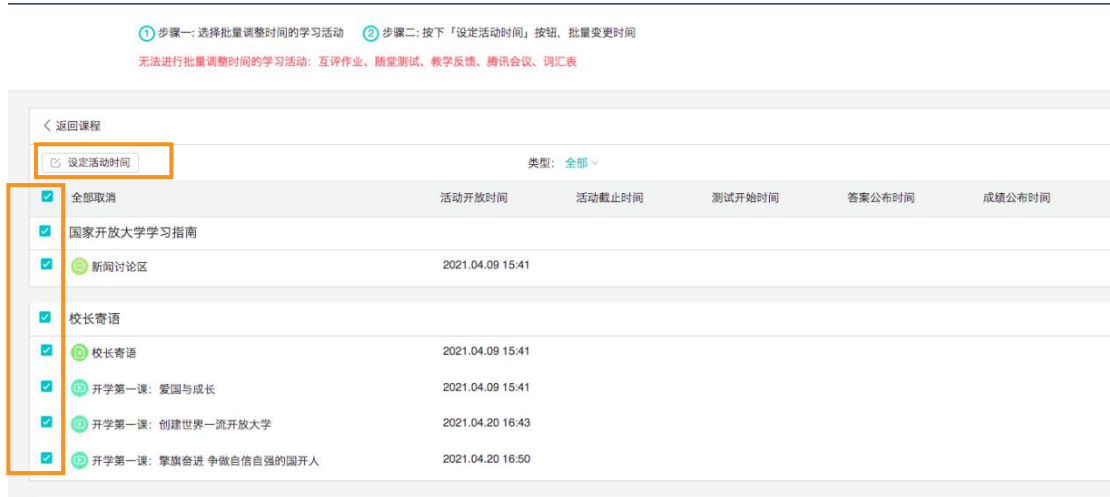 ① 步骤一: 选择批量调整时间的学习活动 ② 步骤二: 按下「设定活动时间」按钮，批量变更时间
无法进行批量调整时间的学习活动：互评作业、随堂测试、教学反馈、腾讯会议、词汇表
< 返回课程
设定活动时间 类型： 全部
全部取消 活动开放时间 活动截止时间 测试开始时间 答案公布时间 成绩公布时间
国家开放大学学习指南
新闻讨论区 2021.04.09 15:41
校长寄语
校长寄语 2021.04.09 15:41
开学第一课：爱国与成长 2021.04.09 15:41
开学第一课：创建世界一流开放大学 2021.04.20 16:43
开学第一课：擎旗奋进 争做自信自强的国开人 2021.04.20 16:50